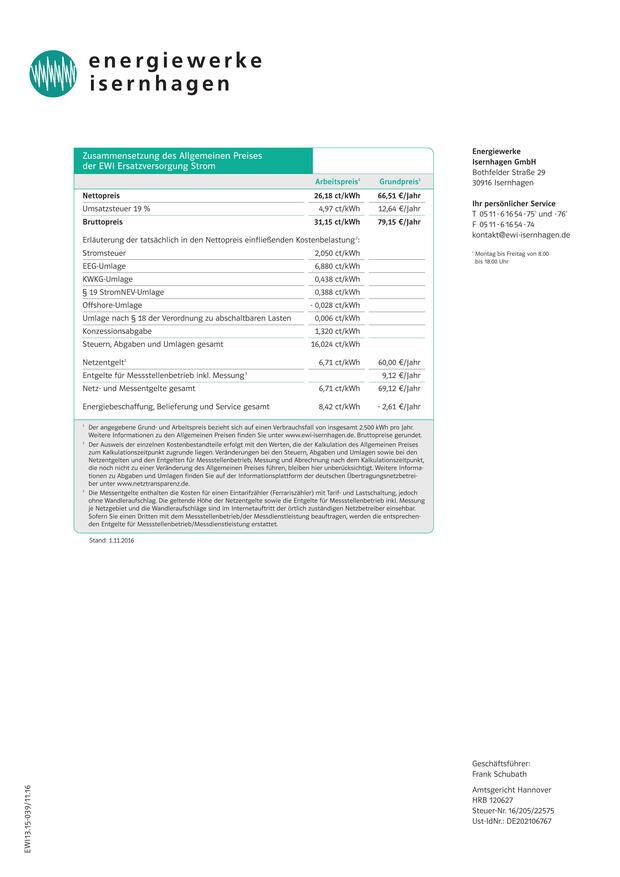 energiewerke
isernhagen
Zusammensetzung des Allgemeinen Preises
der EWI Ersatzversorgung Strom
Arbeitspreis¹ Grundpreis¹
Nettopreis 26,18 ct/kWh 66,51 €/Jahr
Umsatzsteuer 19 % 4,97 ct/kWh 12,64 €/Jahr
Bruttopreis 31,15 ct/kWh 79,15 €/Jahr
Erläuterung der tatsächlich in den Nettopreis einfließenden Kostenbelastung²:
Stromsteuer 2,050 ct/kWh
EEG-Umlage 6,880 ct/kWh
KWKG-Umlage 0,438 ct/kWh
§ 19 StromNEV-Umlage 0,388 ct/kWh
Offshore-Umlage - 0,028 ct/kWh
Umlage nach § 18 der Verordnung zu abschaltbaren Lasten 0,006 ct/kWh
Konzessionsabgabe 1,320 ct/kWh
Steuern, Abgaben und Umlagen gesamt 16,024 ct/kWh
Netzentgelt³ 6,71 ct/kWh 60,00 €/Jahr
Entgelte für Messstellenbetrieb inkl. Messung³ 9,12 €/Jahr
Netz- und Messentgelte gesamt 6,71 ct/kWh 69,12 €/Jahr
Energiebeschaffung, Belieferung und Service gesamt 8,42 ct/kWh - 2,61 €/Jahr
¹ Der angegebene Grund- und Arbeitspreis bezieht sich auf einen Verbrauchsfall von insgesamt 2.500 kWh pro Jahr.
Weitere Informationen zu den Allgemeinen Preisen finden Sie unter www.ewi-isernhagen.de. Bruttopreise gerundet.
² Der Ausweis der einzelnen Kostenbestandteile erfolgt mit den Werten, die der Kalkulation des Allgemeinen Preises
zum Kalkulationszeitpunkt zugrunde liegen. Veränderungen bei den Steuern, Abgaben und Umlagen sowie bei den
Netzentgelten und den Entgelten für Messstellenbetrieb, Messung und Abrechnung nach dem Kalkulationszeitpunkt,
die noch nicht zu einer Veränderung des Allgemeinen Preises führen, bleiben hier unberücksichtigt. Weitere Informa-
tionen zu Abgaben und Umlagen finden Sie auf der Informationsplattform der deutschen Übertragungsnetzbetrei-
ber unter www.netztransparenz.de.
³ Die Messentgelte enthalten die Kosten für einen Eintarifzähler (Ferrariszähler) mit Tarif- und Lastschaltung, jedoch
ohne Wandleraufschlag. Die geltende Höhe der Netzentgelte sowie die Entgelte für Messstellenbetrieb inkl. Messung
je Netzgebiet und die Wandleraufschläge sind im Internetauftritt der örtlich zuständigen Netzbetreiber einsehbar.
Sofern Sie einen Dritten mit dem Messstellenbetrieb/der Messdienstleistung beauftragen, werden die entsprechen-
den Entgelte für Messstellenbetrieb/Messdienstleistung erstattet.
Stand: 1.11.2016
Energiewerke
Isernhagen GmbH
Bothfelder Straße 29
30916 Isernhagen
Ihr persönlicher Service
T 05 11 - 6 16 54 - 75¹ und -76¹
F 05 11 - 6 16 54 - 74
kontakt@ewi-isernhagen.de
¹ Montag bis Freitag von 8.00
bis 18.00 Uhr
Geschäftsführer:
Frank Schubath
Amtsgericht Hannover
HRB 120627
Steuer-Nr. 16/205/22575
Ust-IdNr.: DE202106767
EWI13.15-039/11.16